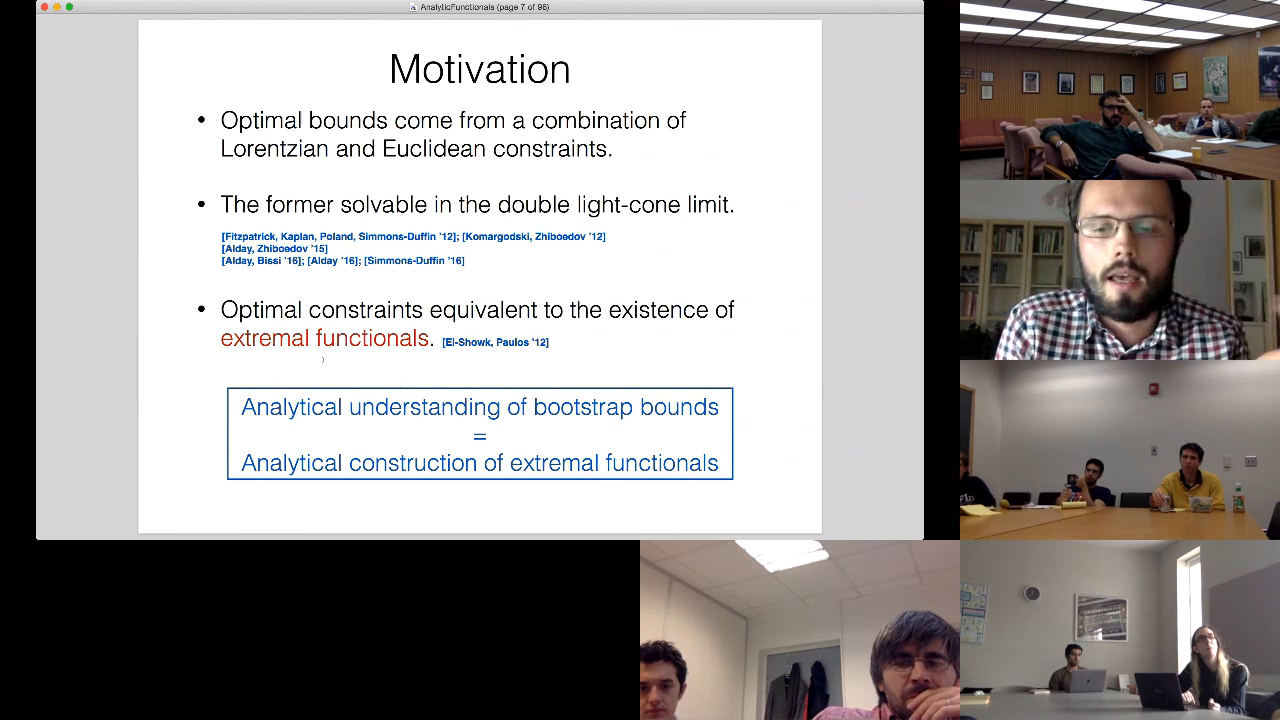 AnalyticFunctionals (page 7 of 96)
Motivation
• Optimal bounds come from a combination of
Lorentzian and Euclidean constraints.
• The former solvable in the double light-cone limit.
[Fitzpatrick, Kaplan, Poland, Simmons-Duffin '12]; [Komargodski, Zhiboedov '12]
[Alday, Zhiboedov '15]
[Alday, Bissi '16]; [Alday '16]; [Simmons-Duffin '16]
• Optimal constraints equivalent to the existence of
extremal functionals. [El-Showk, Paulos '12]
Analytical understanding of bootstrap bounds
=
Analytical construction of extremal functionals